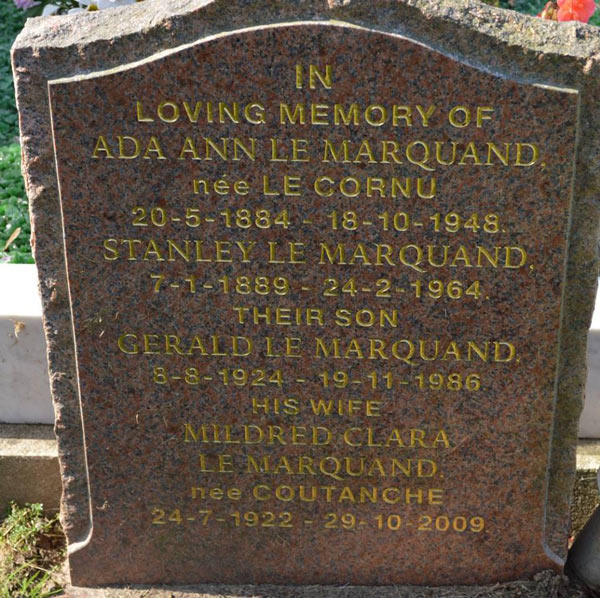 IN
LOVING MEMORY OF
ADA ANN LE MARQUAND,
née LE CORNU
20-5-1884 - 18-10-1948.
STANLEY LE MARQUAND,
7-1-1889 - 24-2-1964.
THEIR SON
GERALD LE MARQUAND.
8-8-1924 - 19-11-1986
HIS WIFE
MILDRED CLARA
LE MARQUAND.
nee COUTANCHE
24-7-1922 - 29-10-2009.